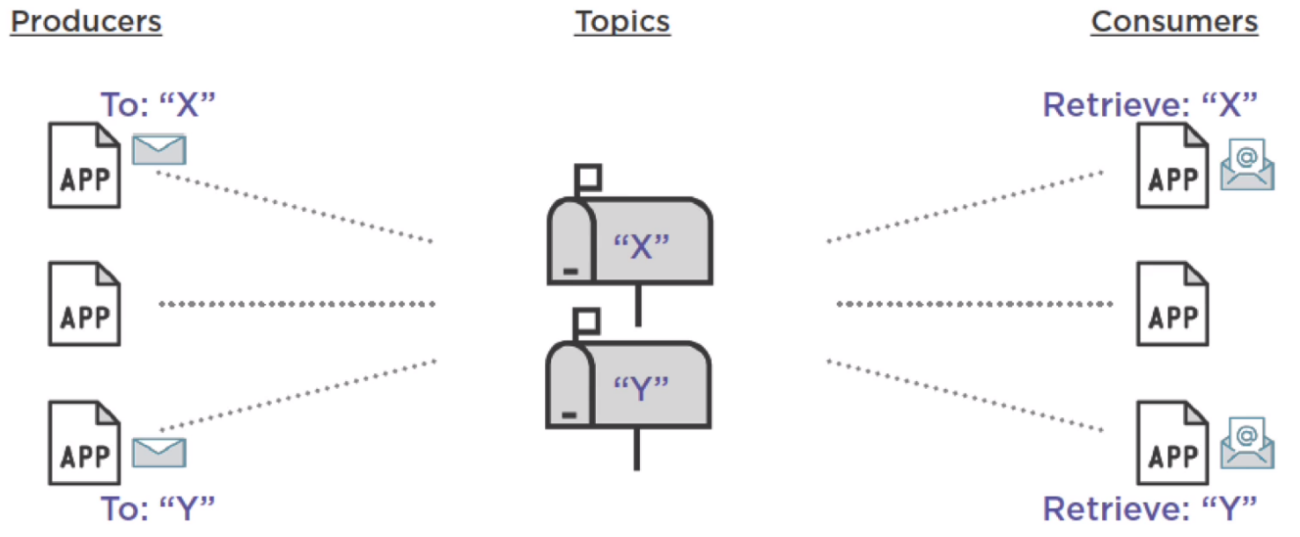 Producers
Topics
Consumers
To: “X”
Retrieve: “X”
APP
APP
“X”
APP
APP
“Y”
APP
APP
To: “Y”
Retrieve: “Y”